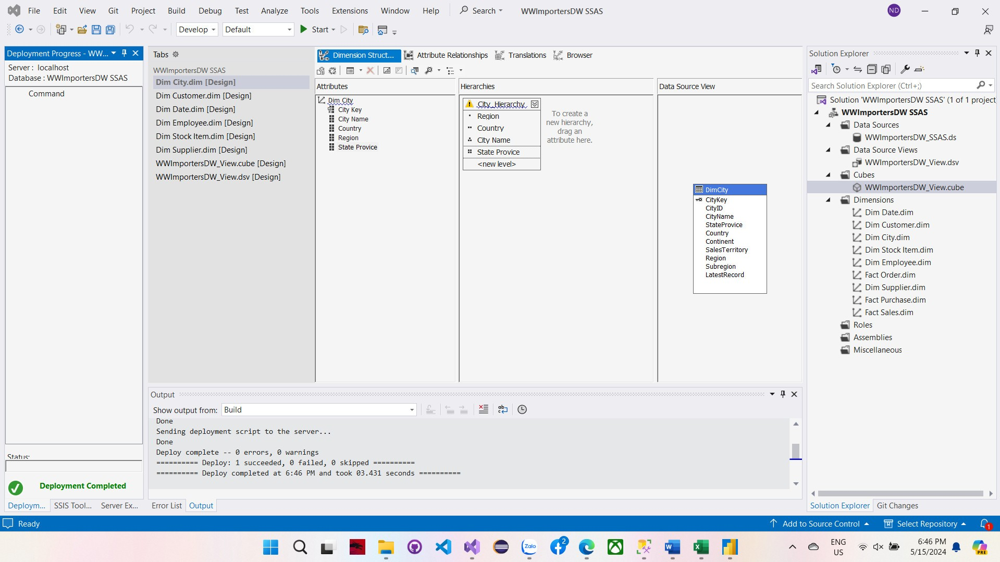 File Edit View Git Project Build Debug Test Analyze Tools Extensions Window Help Search WWImportersDW SSAS ND
Develop Default Start
Deployment Progress - WW...
Server : localhost
Database : WWImportersDW SSAS
Command
Status:
Deployment Completed
Deploym... SSIS Tool... Server Ex...
Tabs
WWImportersDW SSAS
Dim City.dim [Design]
Dim Customer.dim [Design]
Dim Date.dim [Design]
Dim Employee.dim [Design]
Dim Stock Item.dim [Design]
Dim Supplier.dim [Design]
WWImportersDW_View.cube [Design]
WWImportersDW_View.dsv [Design]
Dimension Struct... Attribute Relationships Translations Browser
Attributes
Dim City
City Key
City Name
Country
Region
State Provice
Hierarchies
City_Hierarchy
Region
Country
City Name
State Provice
<new level>
To create a
new hierarchy,
drag an
attribute here.
Data Source View
DimCity
CityKey
CityID
CityName
StateProvice
Country
Continent
SalesTerritory
Region
Subregion
LatestRecord
Output
Show output from: Build
Done
Sending deployment script to the server...
Done
Deploy complete -- 0 errors, 0 warnings
========== Deploy: 1 succeeded, 0 failed, 0 skipped ==========
========== Deploy completed at 6:46 PM and took 03.431 seconds ==========
Error List Output
Solution Explorer
Search Solution Explorer (Ctrl+;)
Solution 'WWImportersDW SSAS' (1 of 1 project
WWImportersDW SSAS
Data Sources
WWImportersDW_SSAS.ds
Data Source Views
WWImportersDW_View.dsv
Cubes
WWImportersDW_View.cube
Dimensions
Dim Date.dim
Dim Customer.dim
Dim City.dim
Dim Stock Item.dim
Dim Employee.dim
Fact Order.dim
Dim Supplier.dim
Fact Purchase.dim
Fact Sales.dim
Roles
Assemblies
Miscellaneous
Solution Explorer Git Changes
Ready Add to Source Control Select Repository 1
Zalo 2 PRE
ENG
US
6:46 PM
5/15/2024